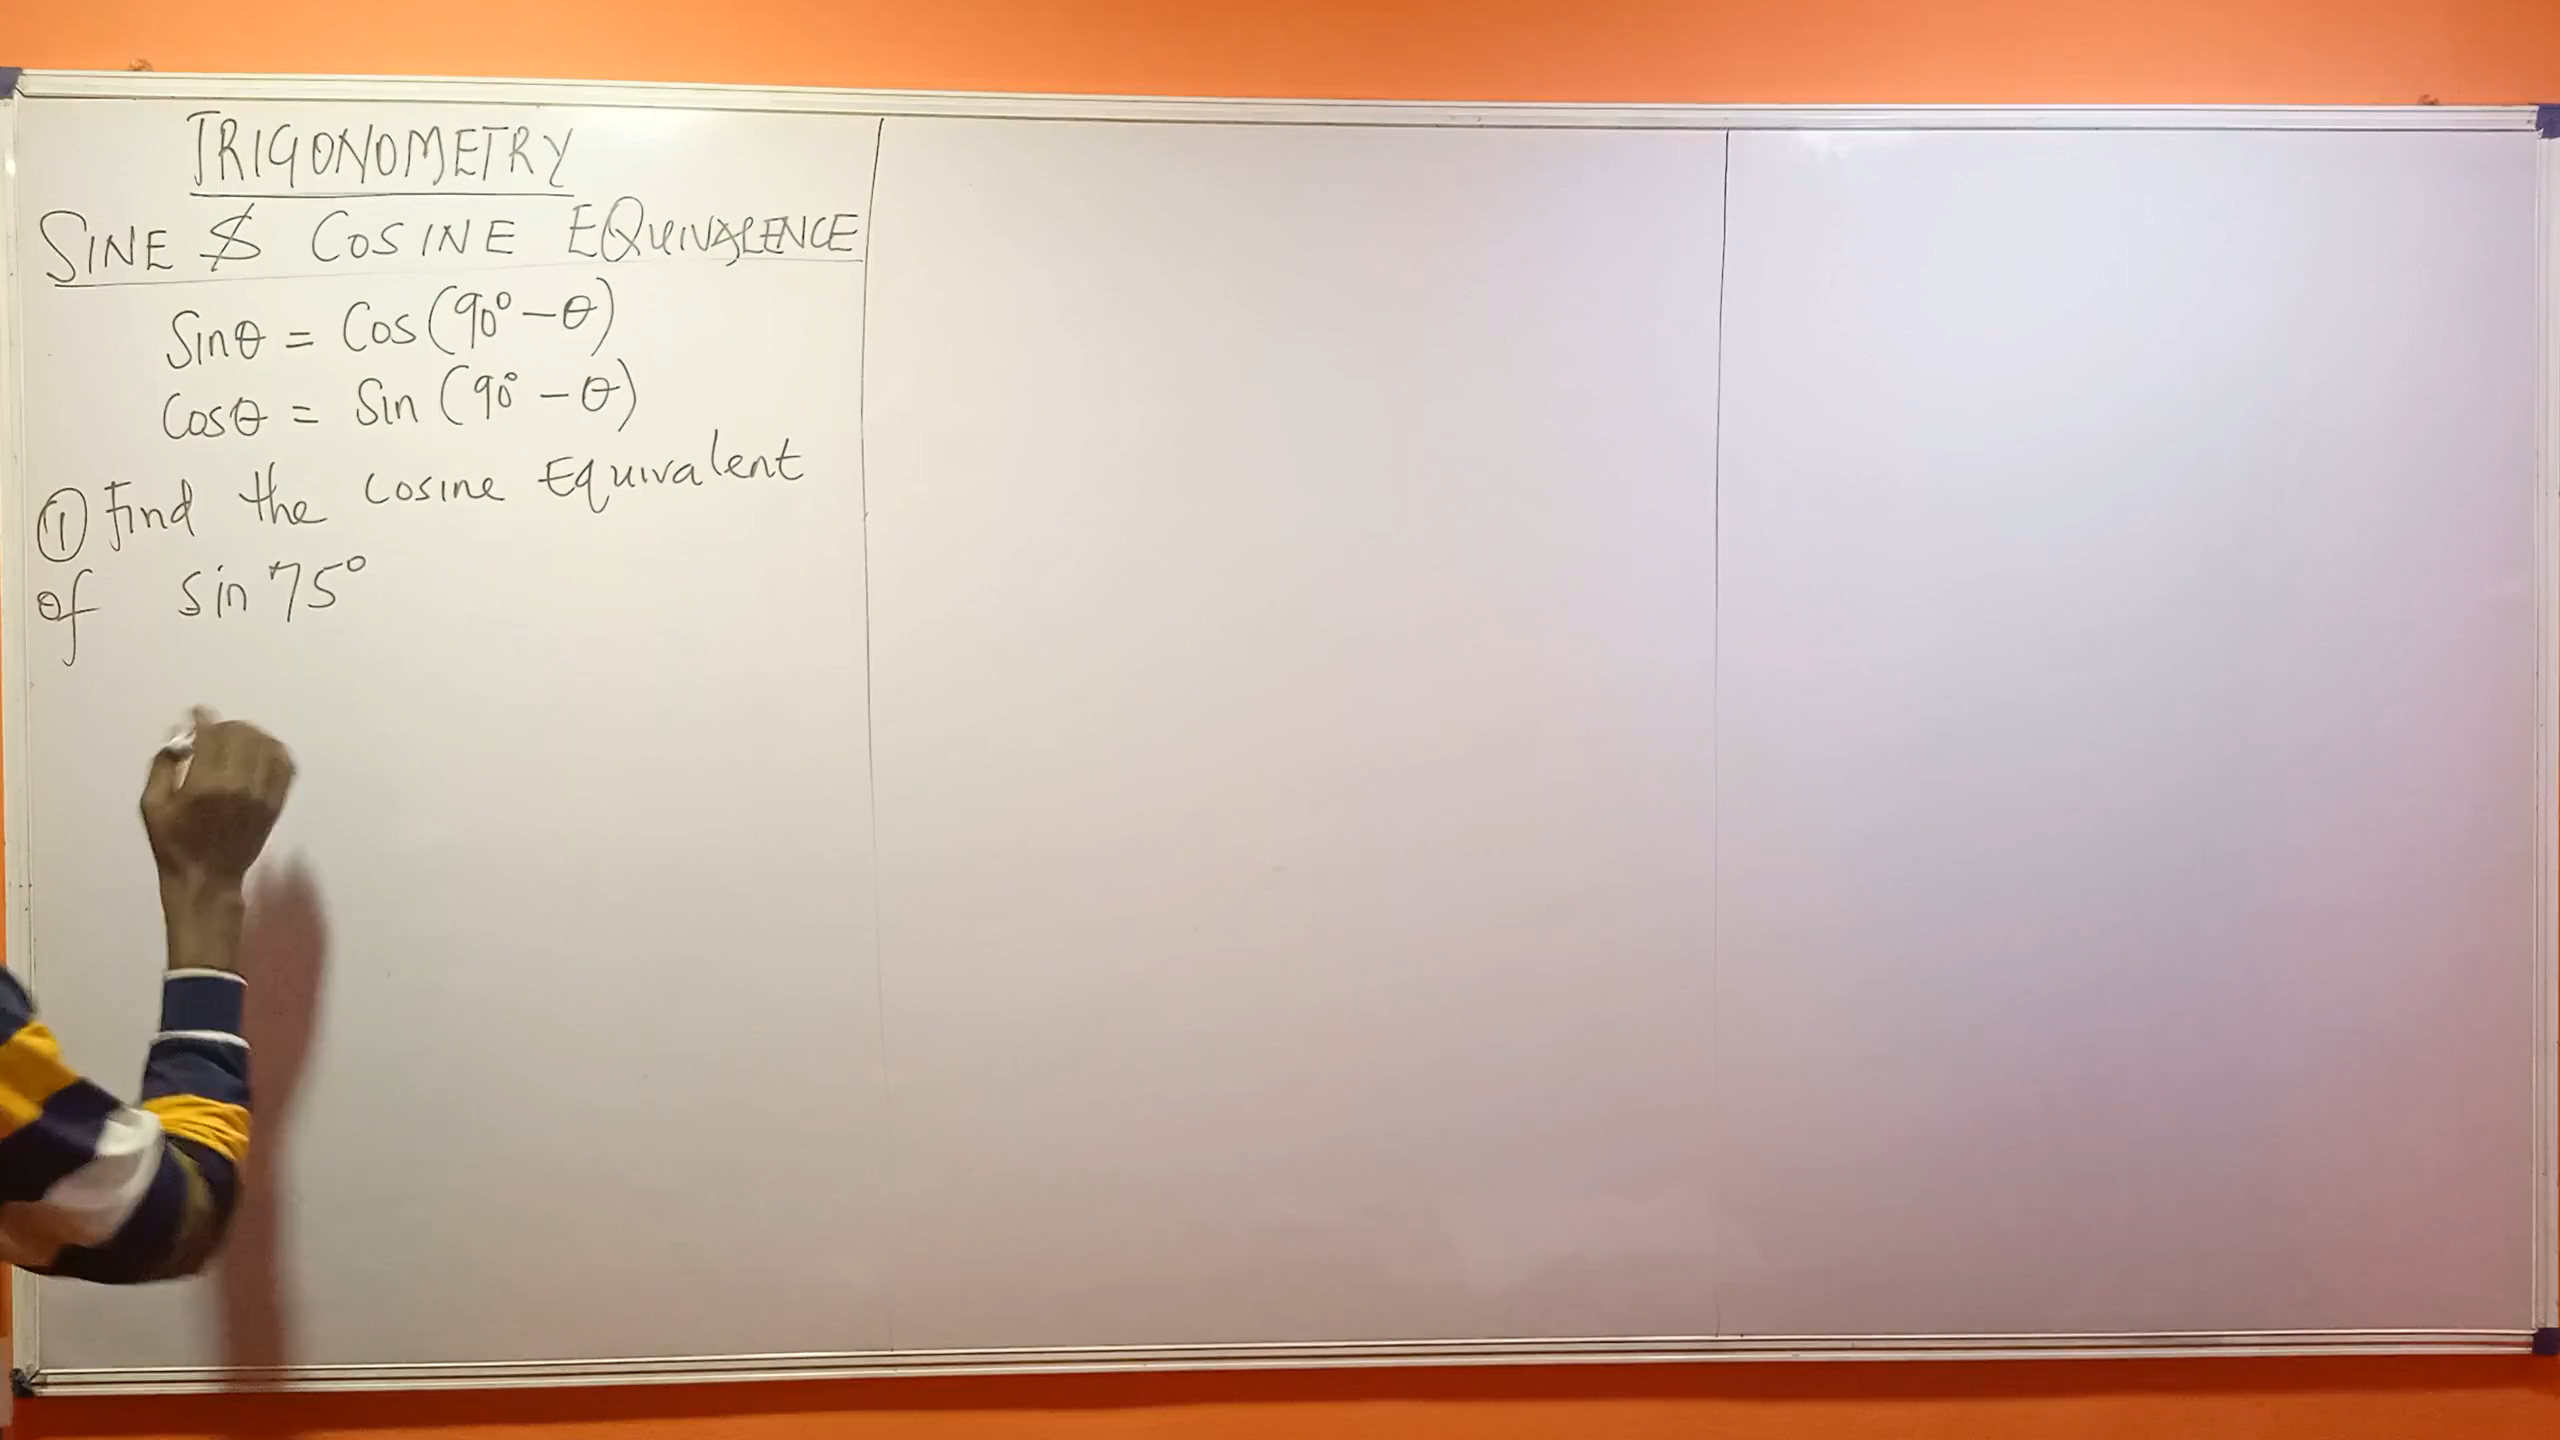 TRIGONOMETRY
SINE & COSINE EQUIVALENCE
Sinθ = Cos(90° – θ)
Cosθ = Sin (90° – θ)
① Find the Cosine Equivalent
of sin 75°